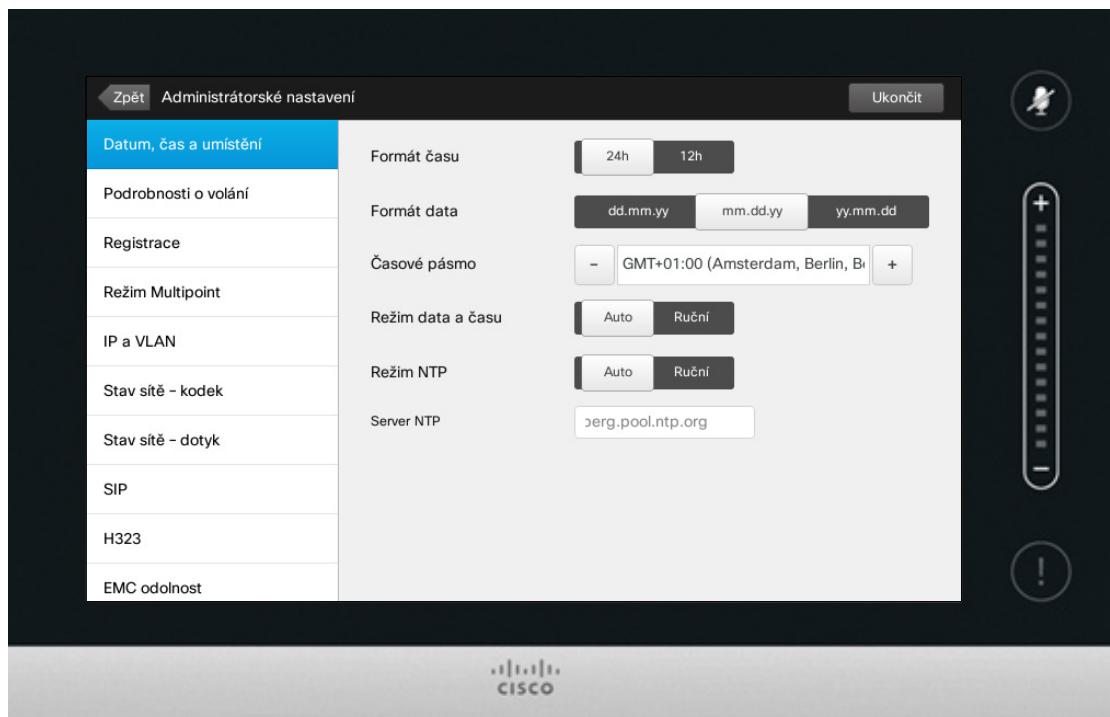 Zpět Administrátorské nastavení Ukončit
Datum, čas a umístění
Podrobnosti o volání
Registrace
Režim Multipoint
IP a VLAN
Stav sítě – kodek
Stav sítě – dotyk
SIP
H323
EMC odolnost
Formát času 24h 12h
Formát data dd.mm.yy mm.dd.yy yy.mm.dd
Časové pásmo – GMT+01:00 (Amsterdam, Berlin, +
Režim data a času Auto Ruční
Režim NTP Auto Ruční
Server NTP berg.pool.ntp.org
+
–
!
CISCO